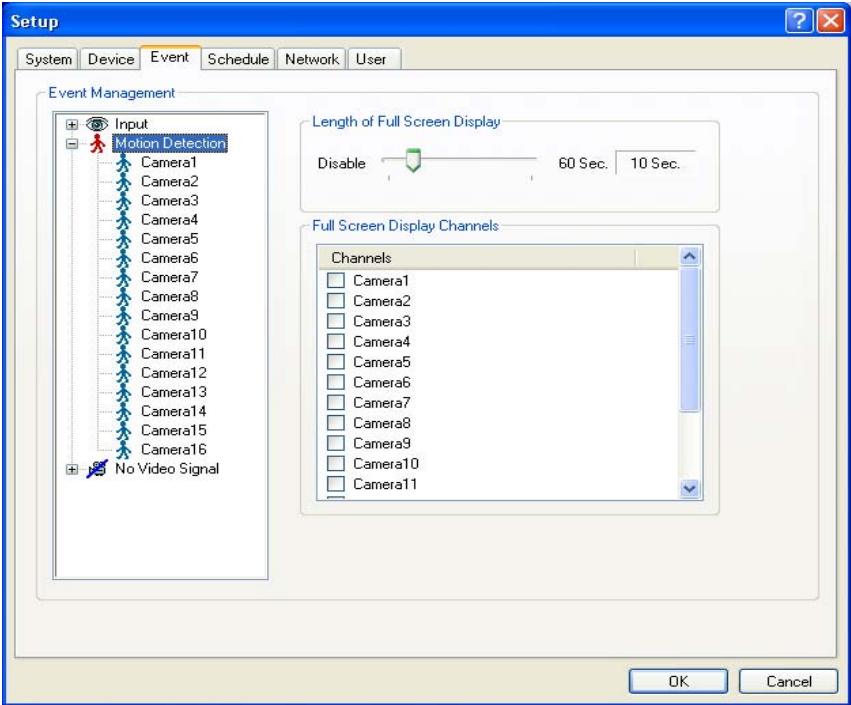 Setup
System Device Event Schedule Network User
Event Management
Input
Motion Detection
Camera1
Camera2
Camera3
Camera4
Camera5
Camera6
Camera7
Camera8
Camera9
Camera10
Camera11
Camera12
Camera13
Camera14
Camera15
Camera16
No Video Signal
Length of Full Screen Display
Disable 60 Sec. 10 Sec.
Full Screen Display Channels
Channels
Camera1
Camera2
Camera3
Camera4
Camera5
Camera6
Camera7
Camera8
Camera9
Camera10
Camera11
OK Cancel